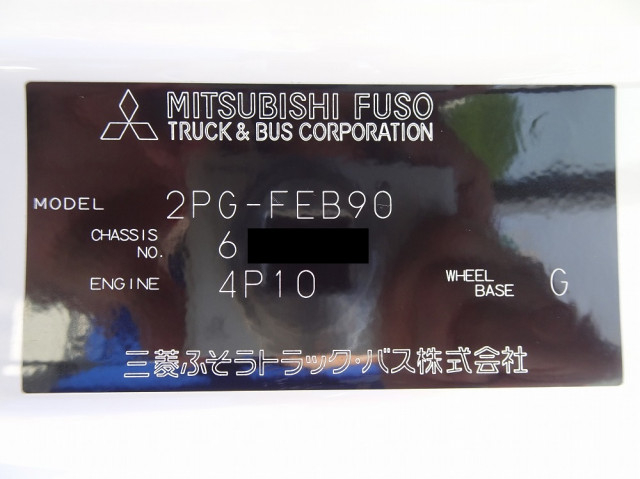 MITSUBISHI FUSO
TRUCK & BUS CORPORATION
MODEL 2PG-FEB90
CHASSIS NO. 6
ENGINE 4P10 WHEEL BASE G
三菱ふそうトラック・バス株式会社